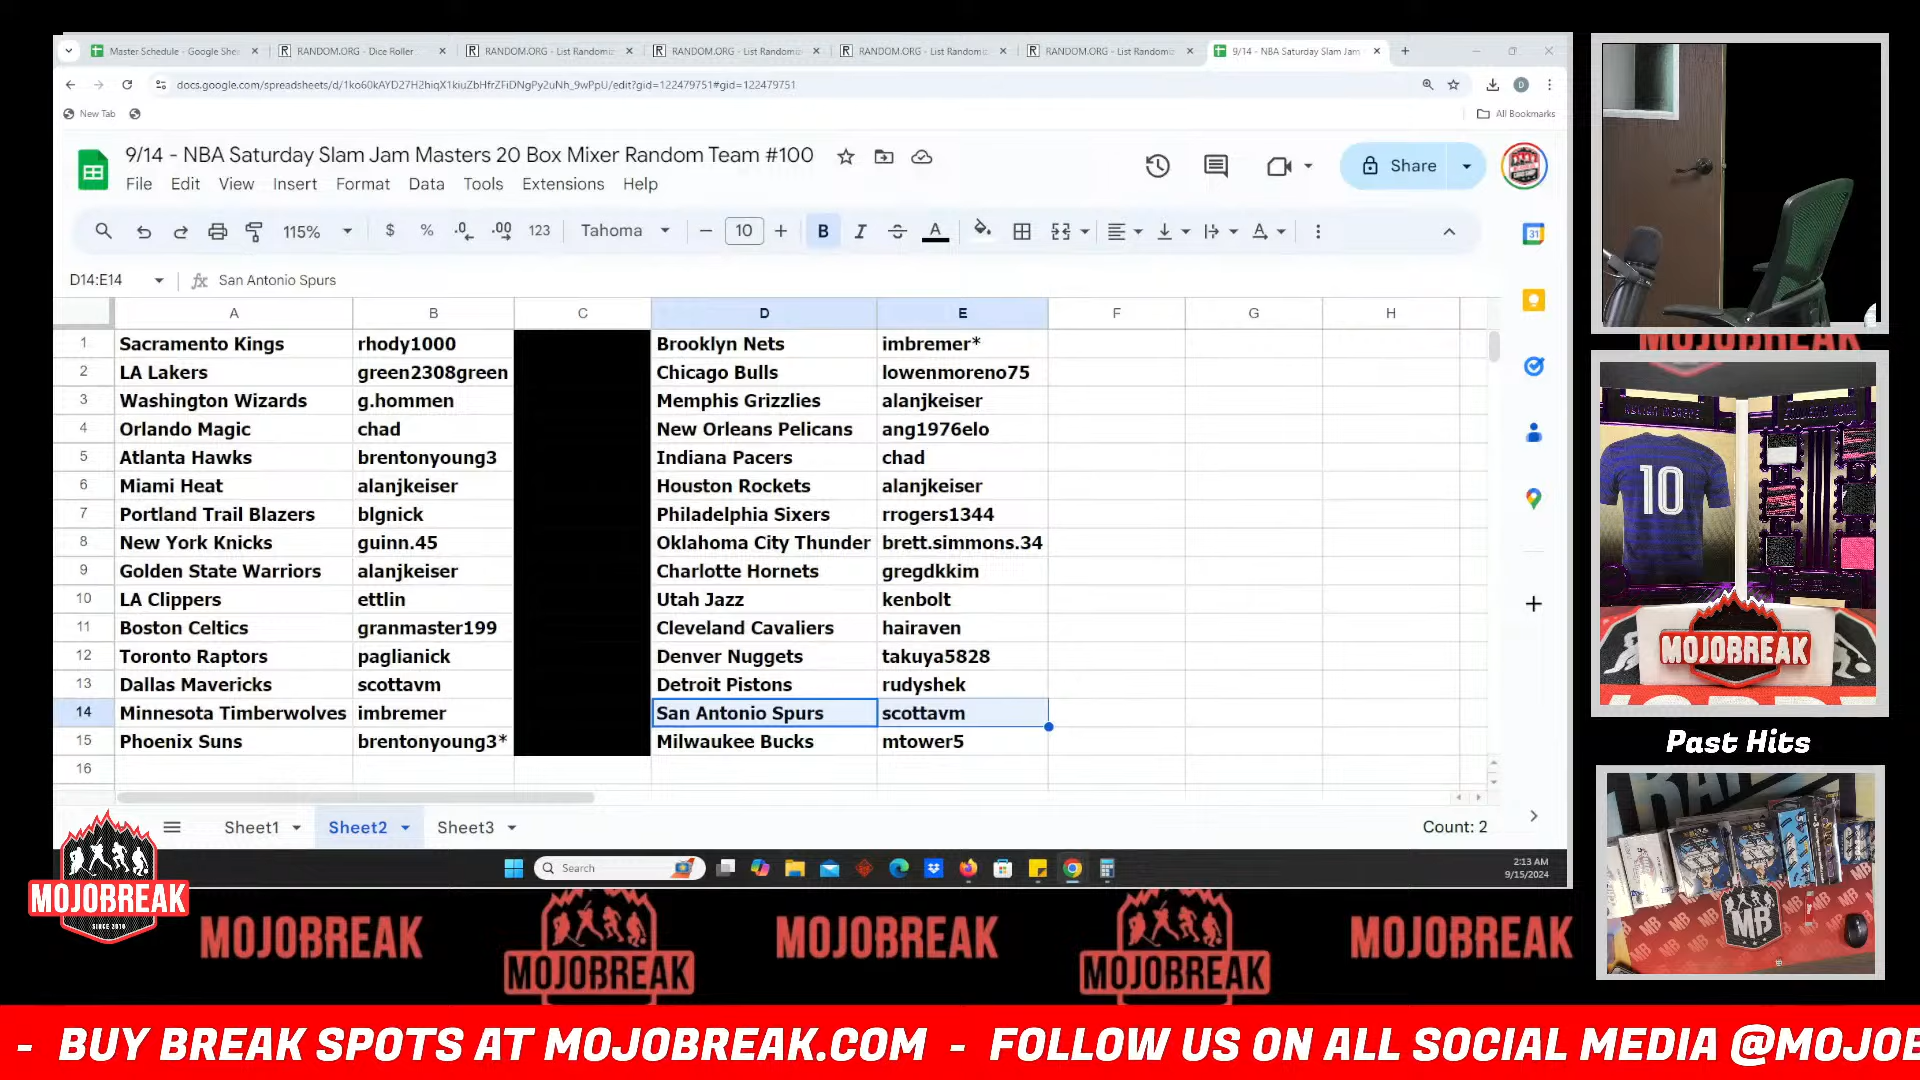 Master Schedule - Google She
RANDOM.ORG - Dice Roller
RANDOM.ORG - List Randomiz
RANDOM.ORG - List Randomiz
RANDOM.ORG - List Randomiz
RANDOM.ORG - List Randomiz
9/14 - NBA Saturday Slam Jam
docs.google.com/spreadsheets/d/1ko60kAYD27H2hiqX1kiuZbHfrZFiDNgPy2uNh_9wPpU/edit?gid=122479751#gid=122479751
New Tab
All Bookmarks
9/14 - NBA Saturday Slam Jam Masters 20 Box Mixer Random Team #100
File Edit View Insert Format Data Tools Extensions Help
Share
115% $ % .0 .00 123 Tahoma 10 B I
D14:E14 fx San Antonio Spurs
A B C D E F G H
1 Sacramento Kings rhody1000 Brooklyn Nets imbremer*
2 LA Lakers green2308green Chicago Bulls lowenmoreno75
3 Washington Wizards g.hommen Memphis Grizzlies alanjkeiser
4 Orlando Magic chad New Orleans Pelicans ang1976elo
5 Atlanta Hawks brentonyoung3 Indiana Pacers chad
6 Miami Heat alanjkeiser Houston Rockets alanjkeiser
7 Portland Trail Blazers blgnick Philadelphia Sixers rrogers1344
8 New York Knicks guinn.45 Oklahoma City Thunder brett.simmons.34
9 Golden State Warriors alanjkeiser Charlotte Hornets gregdkkim
10 LA Clippers ettlin Utah Jazz kenbolt
11 Boston Celtics granmaster199 Cleveland Cavaliers hairaven
12 Toronto Raptors paglianick Denver Nuggets takuya5828
13 Dallas Mavericks scottavm Detroit Pistons rudyshek
14 Minnesota Timberwolves imbremer San Antonio Spurs scottavm
15 Phoenix Suns brentonyoung3* Milwaukee Bucks mtower5
16
Sheet1 Sheet2 Sheet3
Count: 2
Search
2:13 AM
9/15/2024
10
MOJOBREAK
Past Hits
MB
MOJOBREAK
SINCE 2010
MOJOBREAK MOJOBREAK MOJOBREAK MOJOBREAK MOJOBREAK
- BUY BREAK SPOTS AT MOJOBREAK.COM - FOLLOW US ON ALL SOCIAL MEDIA @MOJOB